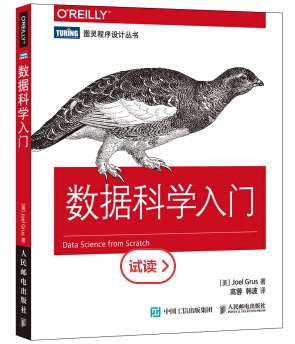 O'REILLY®
TURING 图灵程序设计丛书
数据科学入门
Data Science from Scratch
试读
[美] Joel Grus 著
高蓉 韩波 译
中国工信出版集团
人民邮电出版社
O'REILLY®
数据科学入门
[美] Joel Grus 著
人民邮电出版社